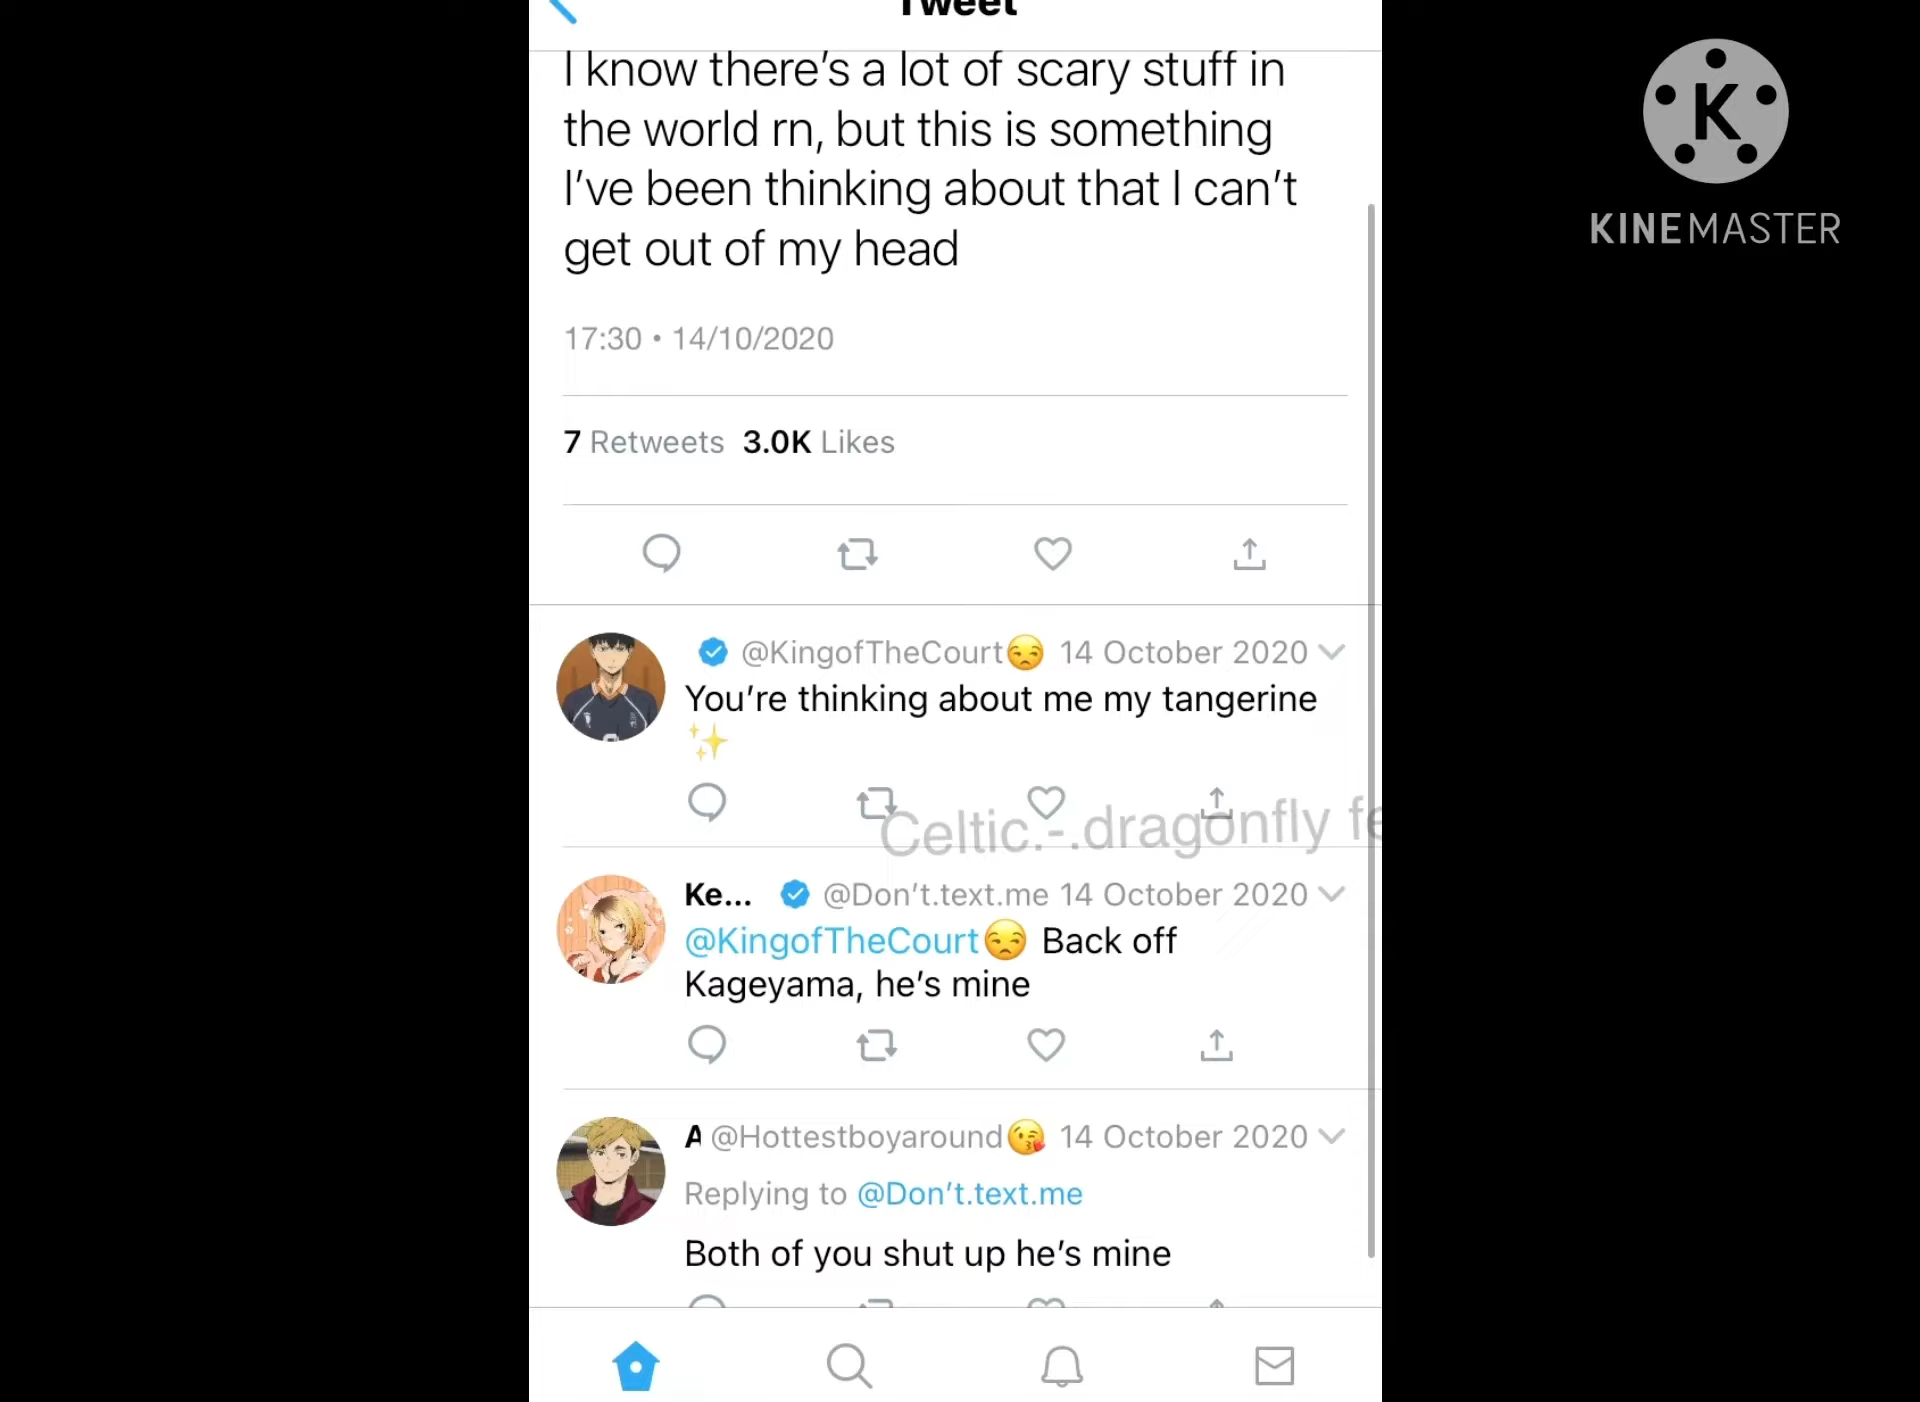 Tweet
I know there's a lot of scary stuff in
the world rn, but this is something
I've been thinking about that I can't
get out of my head
17:30 • 14/10/2020
7 Retweets 3.0K Likes
@KingofTheCourt😒 14 October 2020
You're thinking about me my tangerine
✨
Celtic.-.dragonfly fe
Ke... @Don't.text.me 14 October 2020
@KingofTheCourt😒 Back off
Kageyama, he's mine
A @Hottestboyaround😘 14 October 2020
Replying to @Don't.text.me
Both of you shut up he's mine
K
KINEMASTER